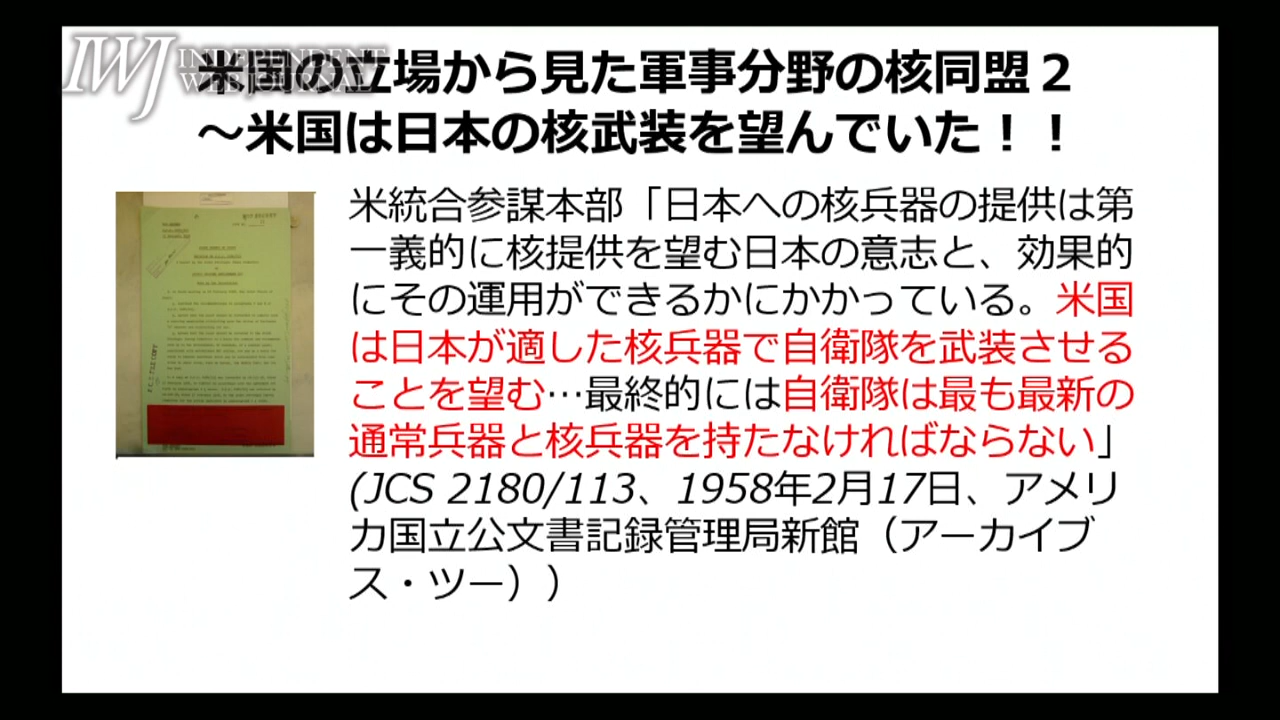 IWJ INDEPENDENT
WEB JOURNAL
米国の立場から見た軍事分野の核同盟２
～米国は日本の核武装を望んでいた！！
米統合参謀本部「日本への核兵器の提供は第
一義的に核提供を望む日本の意志と、効果的
にその運用ができるかにかかっている。米国
は日本が適した核兵器で自衛隊を武装させる
ことを望む…最終的には自衛隊は最も最新の
通常兵器と核兵器を持たなければならない」
(JCS 2180/113、1958年2月17日、アメリ
カ国立公文書記録管理局新館（アーカイブ
ス・ツー））